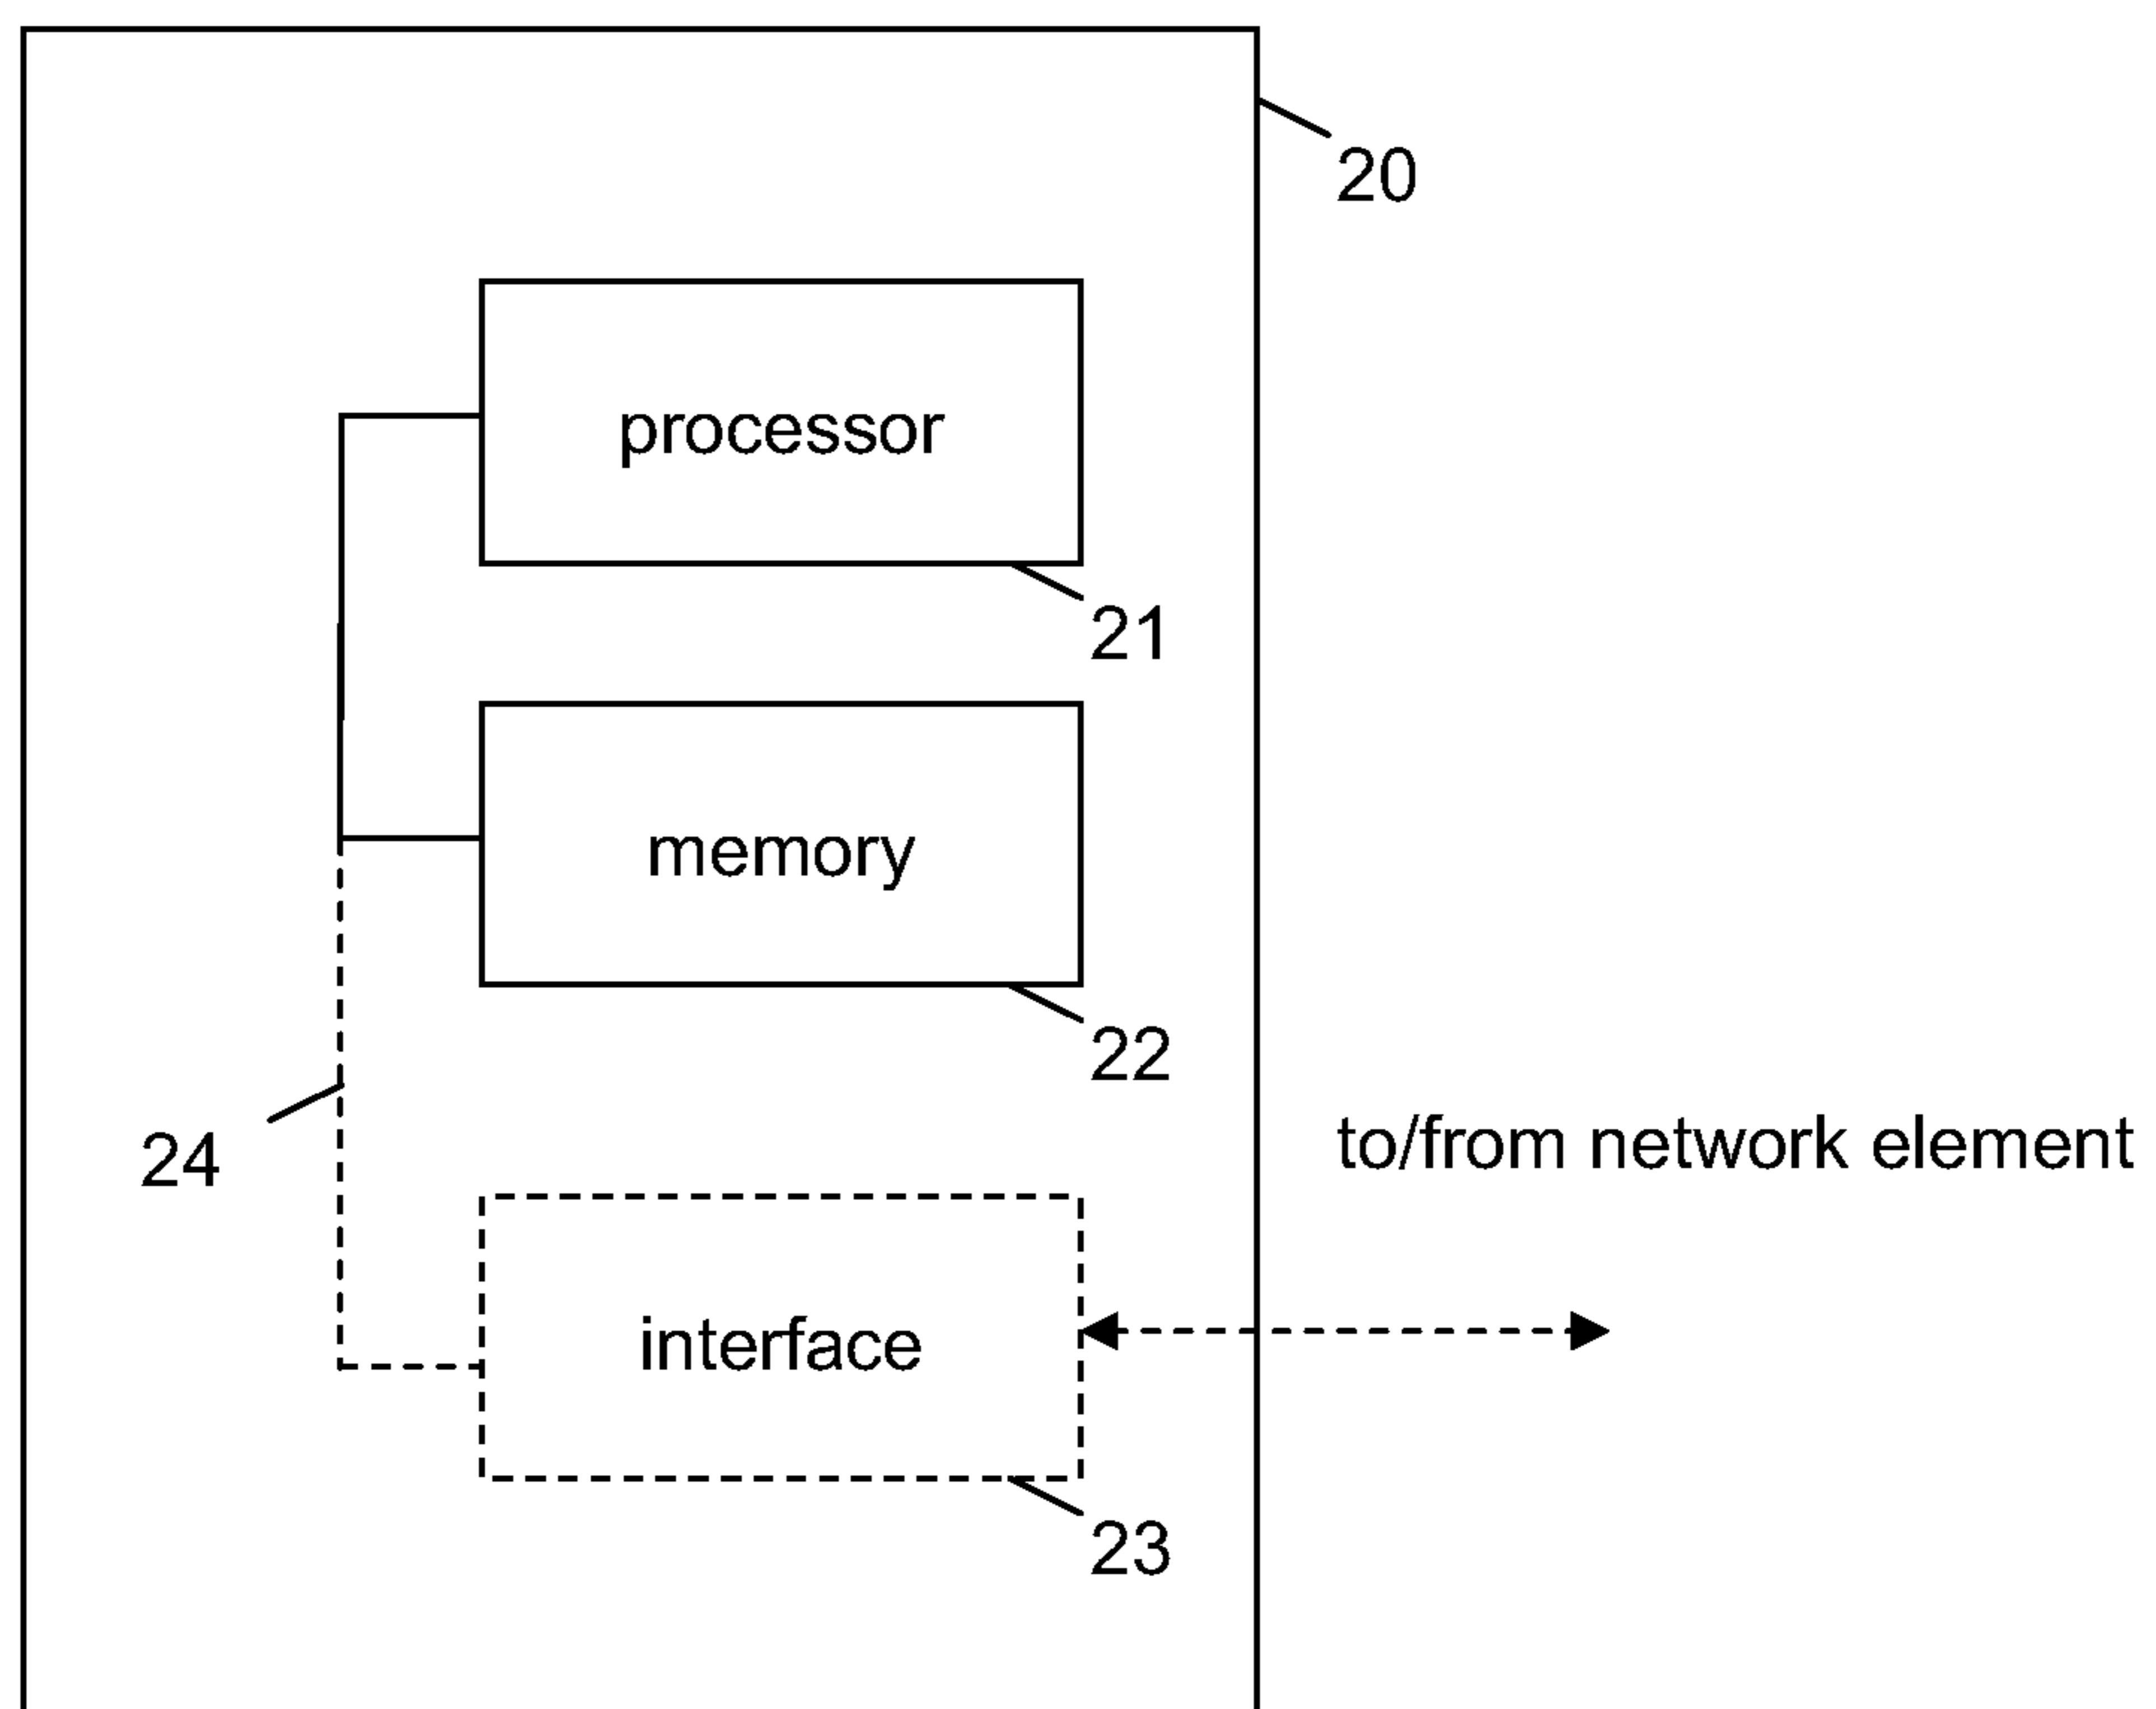 20
processor
21
memory
22
24
to/from network element
interface
23